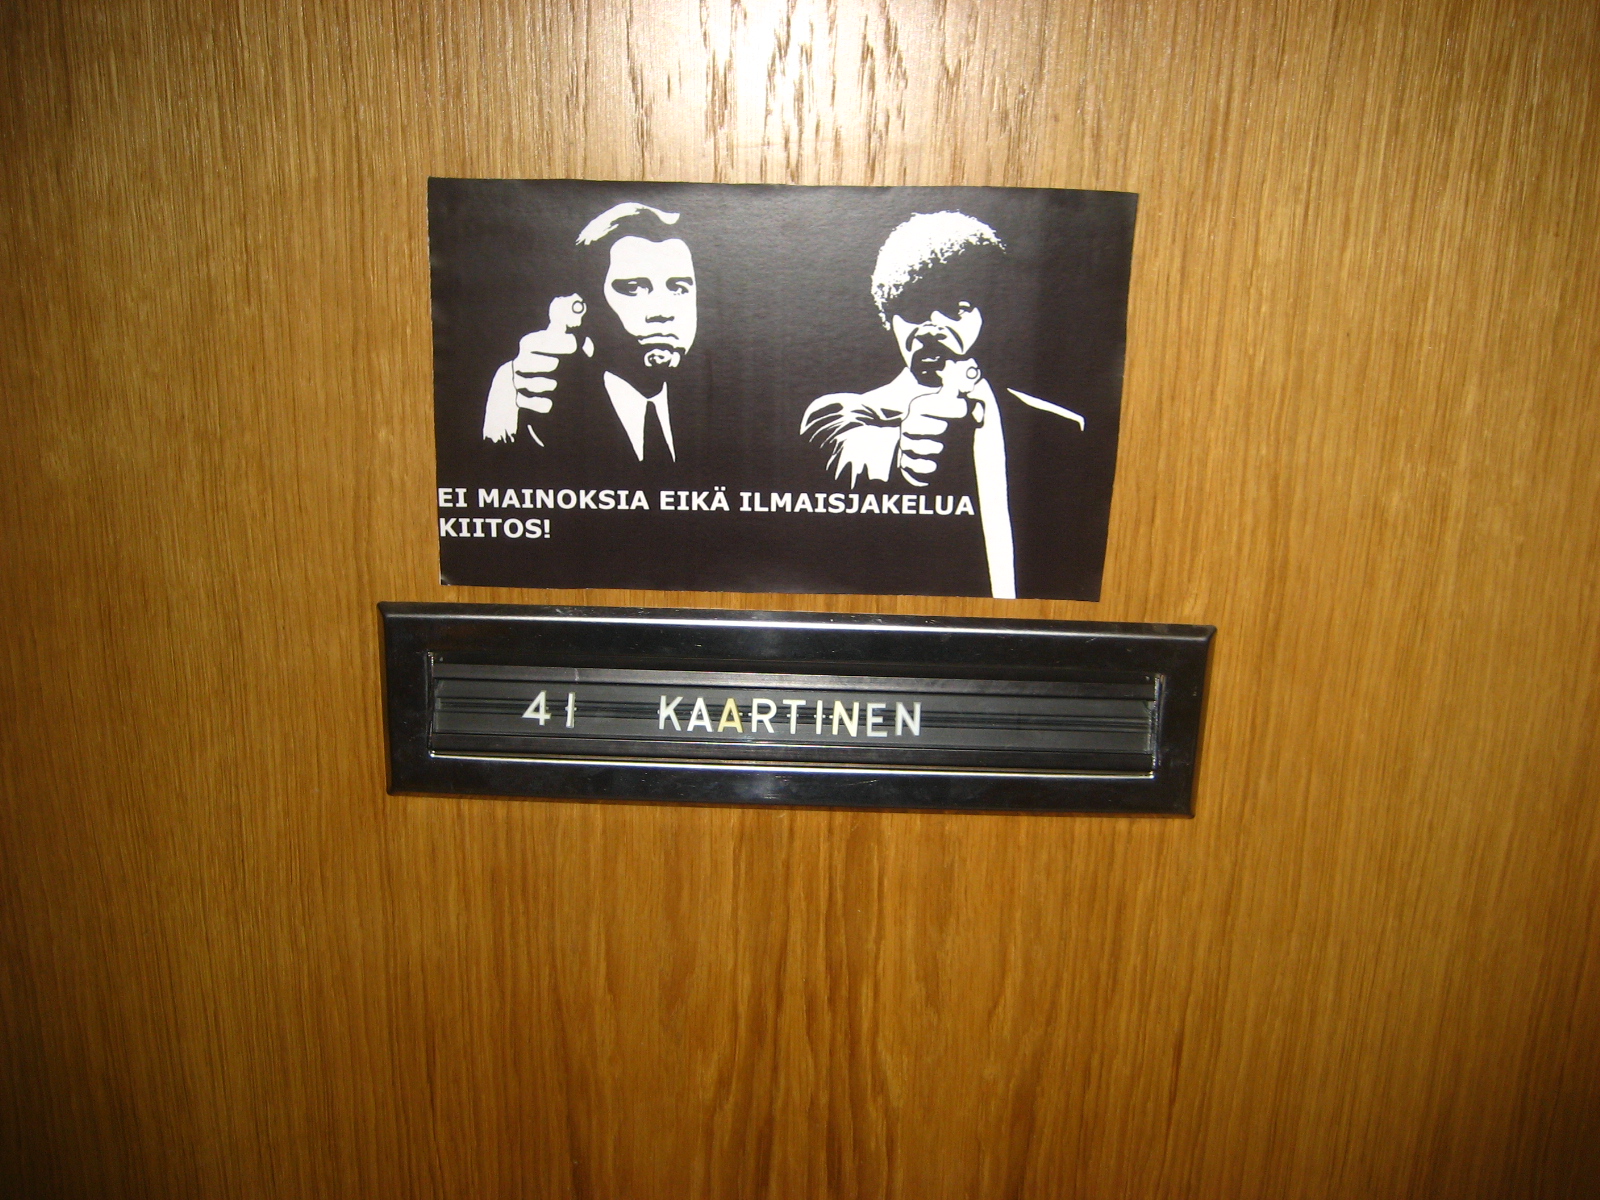 EI MAINOKSIA EIKÄ ILMAISJAKELUA
KIITOS!
41 KAARTINEN